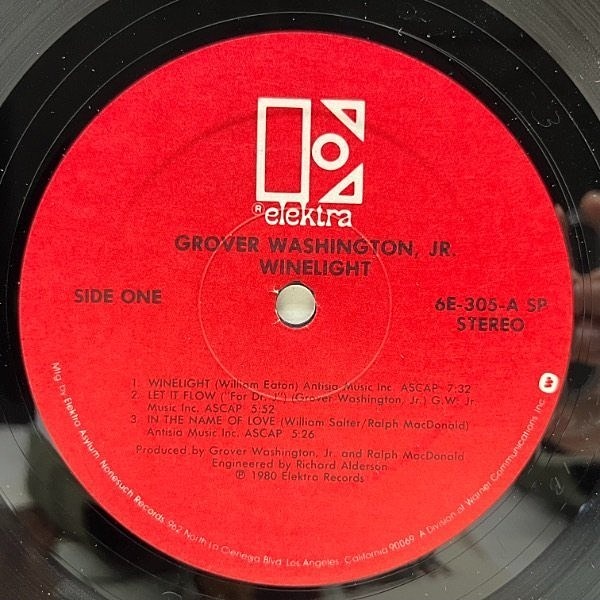 ® elektra
GROVER WASHINGTON, JR.
WINELIGHT
SIDE ONE
6E-305-A SP
STEREO
1. WINELIGHT (William Eaton) Antisia Music Inc. ASCAP 7:32
2. LET IT FLOW ("For Dr. J") (Grover Washington, Jr.) G.W. Jr.
Music Inc. ASCAP 5:52
3. IN THE NAME OF LOVE (William Salter/Ralph MacDonald)
Antisia Music Inc. ASCAP 5:26
Produced by Grover Washington, Jr. and Ralph MacDonald
Engineered by Richard Alderson
℗ 1980 Elektra Records
Mfg. by Elektra/Asylum/Nonesuch Records, 962 North La Cienega Blvd. Los Angeles, California 90069. A Division of Warner Communications Inc.